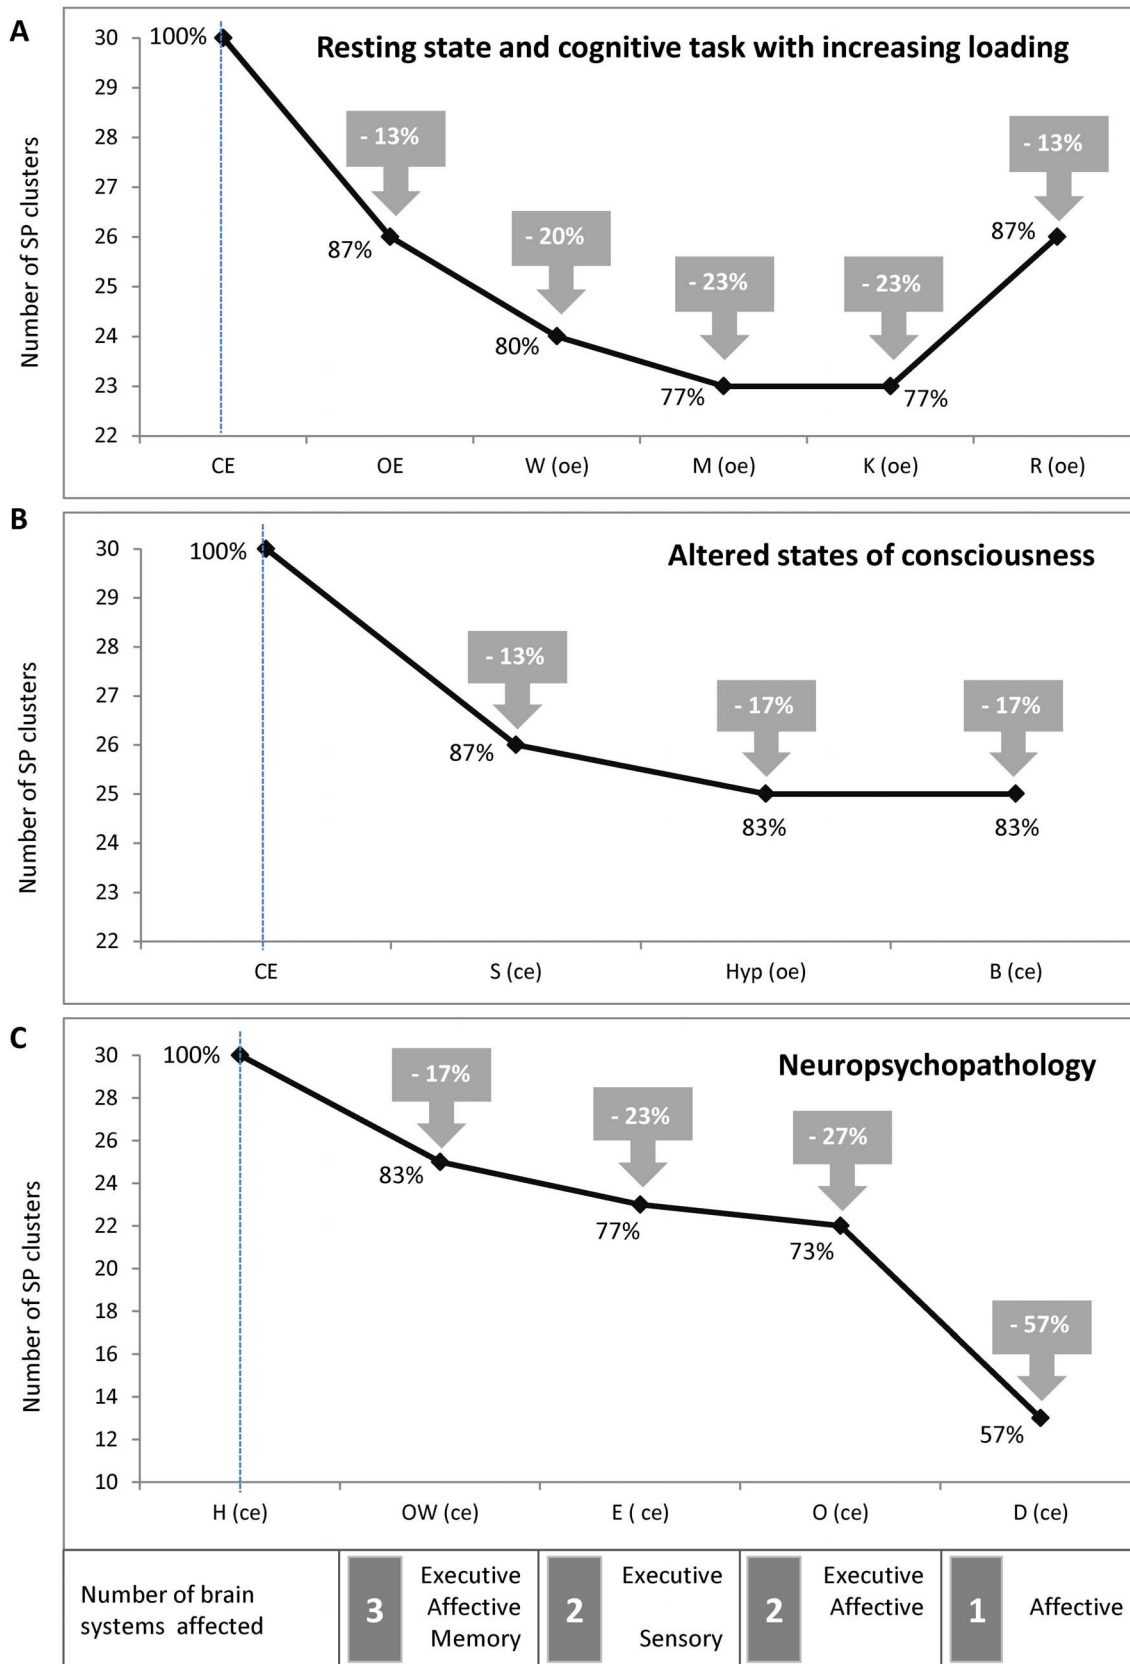 A
Resting state and cognitive task with increasing loading
Number of SP clusters
30
29
28
27
26
25
24
23
22
100%
87%
80%
77%
77%
87%
- 13%
- 20%
- 23%
- 23%
- 13%
CE
OE
W (oe)
M (oe)
K (oe)
R (oe)
B
Altered states of consciousness
Number of SP clusters
30
29
28
27
26
25
24
23
22
100%
87%
83%
83%
- 13%
- 17%
- 17%
CE
S (ce)
Hyp (oe)
B (ce)
C
Neuropsychopathology
Number of SP clusters
30
28
26
24
22
20
18
16
14
12
10
100%
83%
77%
73%
57%
- 17%
- 23%
- 27%
- 57%
H (ce)
OW (ce)
E ( ce)
O (ce)
D (ce)
Number of brain
systems affected
3
Executive
Affective
Memory
2
Executive
Sensory
2
Executive
Affective
1
Affective